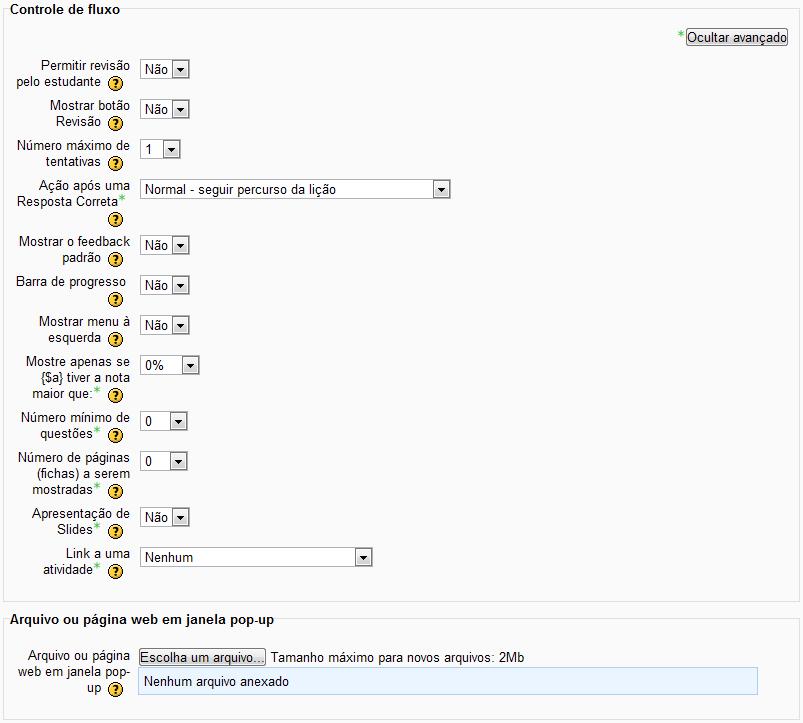 Controle de fluxo
* Ocultar avançado
Permitir revisão
pelo estudante ?
Não
Mostrar botão
Revisão ?
Não
Número máximo de
tentativas ?
1
Ação após uma
Resposta Correta*
?
Normal - seguir percurso da lição
Mostrar o feedback
padrão ?
Não
Barra de progresso
?
Não
Mostrar menu à
esquerda ?
Não
Mostre apenas se
{$a} tiver a nota
maior que:* ?
0%
Número mínimo de
questões* ?
0
Número de páginas
(fichas) a serem
mostradas* ?
0
Apresentação de
Slides* ?
Não
Link a uma
atividade* ?
Nenhum
Arquivo ou página web em janela pop-up
Arquivo ou página
web em janela pop-
up ?
Escolha um arquivo... Tamanho máximo para novos arquivos: 2Mb
Nenhum arquivo anexado